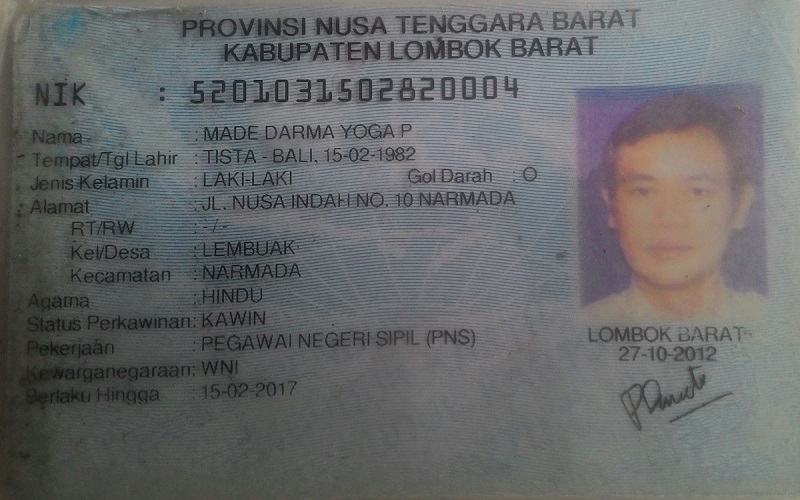 PROVINSI NUSA TENGGARA BARAT
KABUPATEN LOMBOK BARAT
NIK : 5201031502820004
Nama : MADE DARMA YOGA P
Tempat/Tgl Lahir : TISTA - BALI, 15-02-1982
Jenis Kelamin : LAKI-LAKI Gol Darah : O
Alamat : JL. NUSA INDAH NO. 10 NARMADA
RT/RW : - / -
Kel/Desa : LEMBUAK
Kecamatan : NARMADA
Agama : HINDU
Status Perkawinan: KAWIN
Pekerjaan : PEGAWAI NEGERI SIPIL (PNS)
Kewarganegaraan: WNI
Berlaku Hingga : 15-02-2017
LOMBOK BARAT
27-10-2012